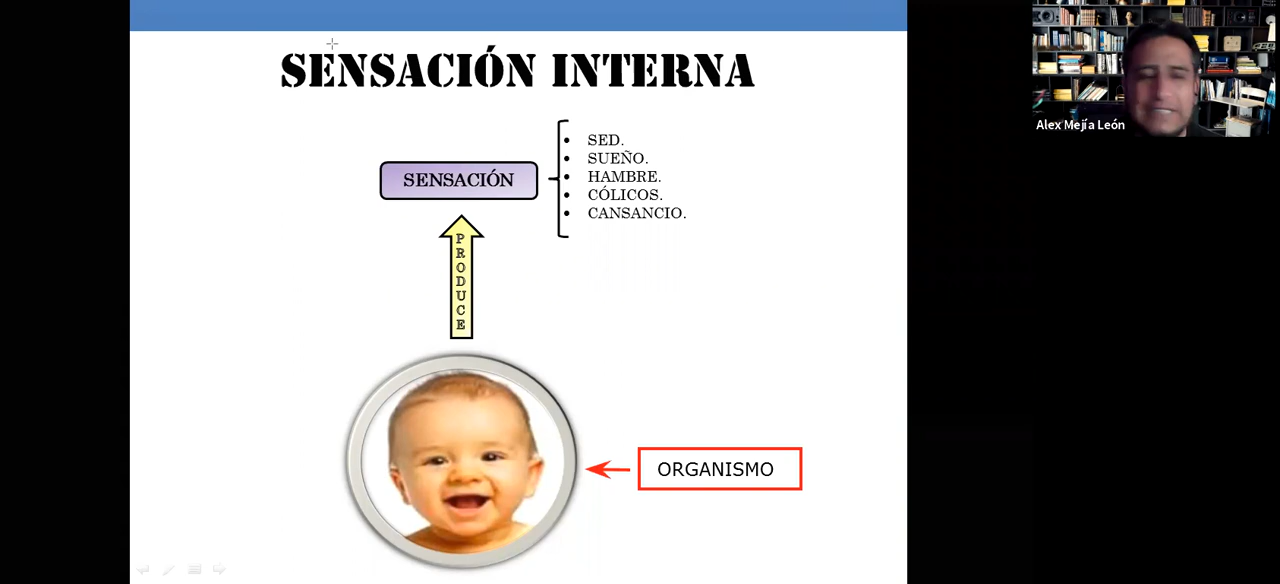 SENSACIÓN INTERNA
SENSACIÓN
• SED.
• SUEÑO.
• HAMBRE.
• CÓLICOS.
• CANSANCIO.
PRODUCE
ORGANISMO
Alex Mejía León